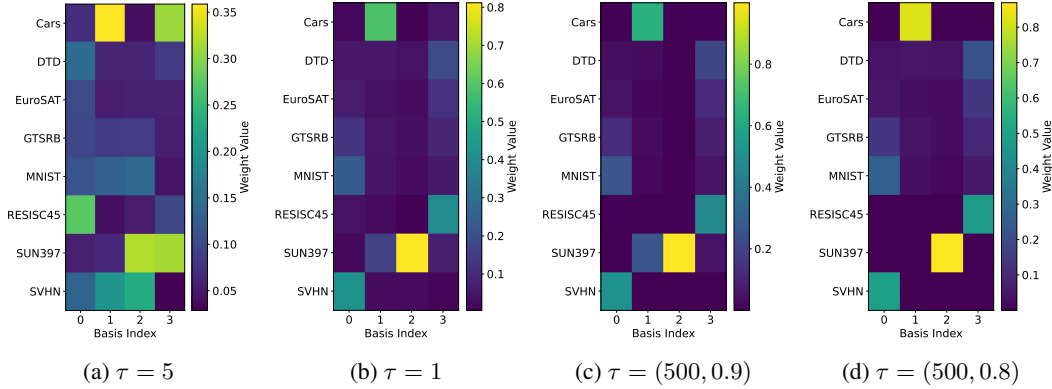 Cars
DTD
EuroSAT
GTSRB
MNIST
RESISC45
SUN397
SVHN
0 1 2 3
Basis Index
0.35
0.30
0.25
0.20
0.15
0.10
0.05
Weight Value
(a) τ = 5
Cars
DTD
EuroSAT
GTSRB
MNIST
RESISC45
SUN397
SVHN
0 1 2 3
Basis Index
0.8
0.7
0.6
0.5
0.4
0.3
0.2
0.1
Weight Value
(b) τ = 1
Cars
DTD
EuroSAT
GTSRB
MNIST
RESISC45
SUN397
SVHN
0 1 2 3
Basis Index
0.8
0.6
0.4
0.2
Weight Value
(c) τ = (500, 0.9)
Cars
DTD
EuroSAT
GTSRB
MNIST
RESISC45
SUN397
SVHN
0 1 2 3
Basis Index
0.8
0.7
0.6
0.5
0.4
0.3
0.2
0.1
Weight Value
(d) τ = (500, 0.8)